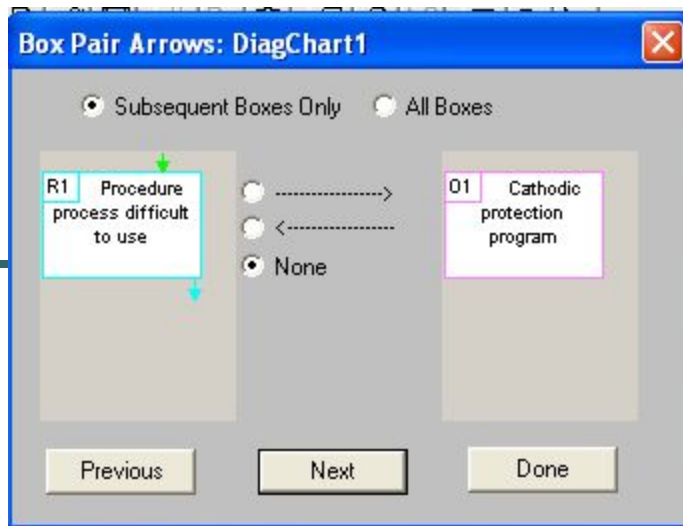 Box Pair Arrows: DiagChart1
Subsequent Boxes Only All Boxes
R1 Procedure
process difficult
to use
----------------->
<-----------------
None
O1 Cathodic
protection
program
Previous Next Done